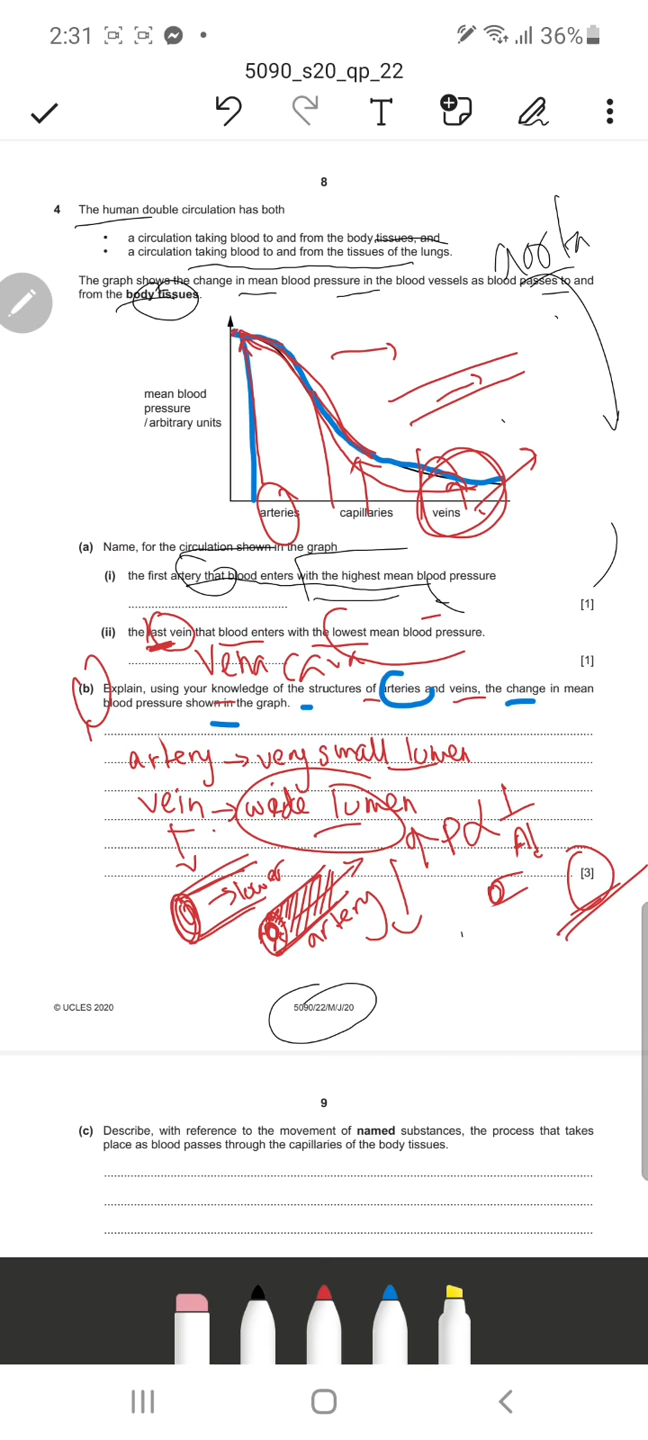 2:31
36%
5090_s20_qp_22
T
8
4 The human double circulation has both
• a circulation taking blood to and from the body tissues, and
• a circulation taking blood to and from the tissues of the lungs.
The graph shows the change in mean blood pressure in the blood vessels as blood passes to and
from the body tissues.
mean blood
pressure
/ arbitrary units
arteries capillaries veins
(a) Name, for the circulation shown in the graph
(i) the first artery that blood enters with the highest mean blood pressure
[1]
(ii) the last vein that blood enters with the lowest mean blood pressure.
Vena Cava
[1]
(b) Explain, using your knowledge of the structures of arteries and veins, the change in mean
blood pressure shown in the graph.
artery → very small lumen
vein → wide lumen
[3]
slower
artery
© UCLES 2020
5090/22/M/J/20
9
(c) Describe, with reference to the movement of named substances, the process that takes
place as blood passes through the capillaries of the body tissues.